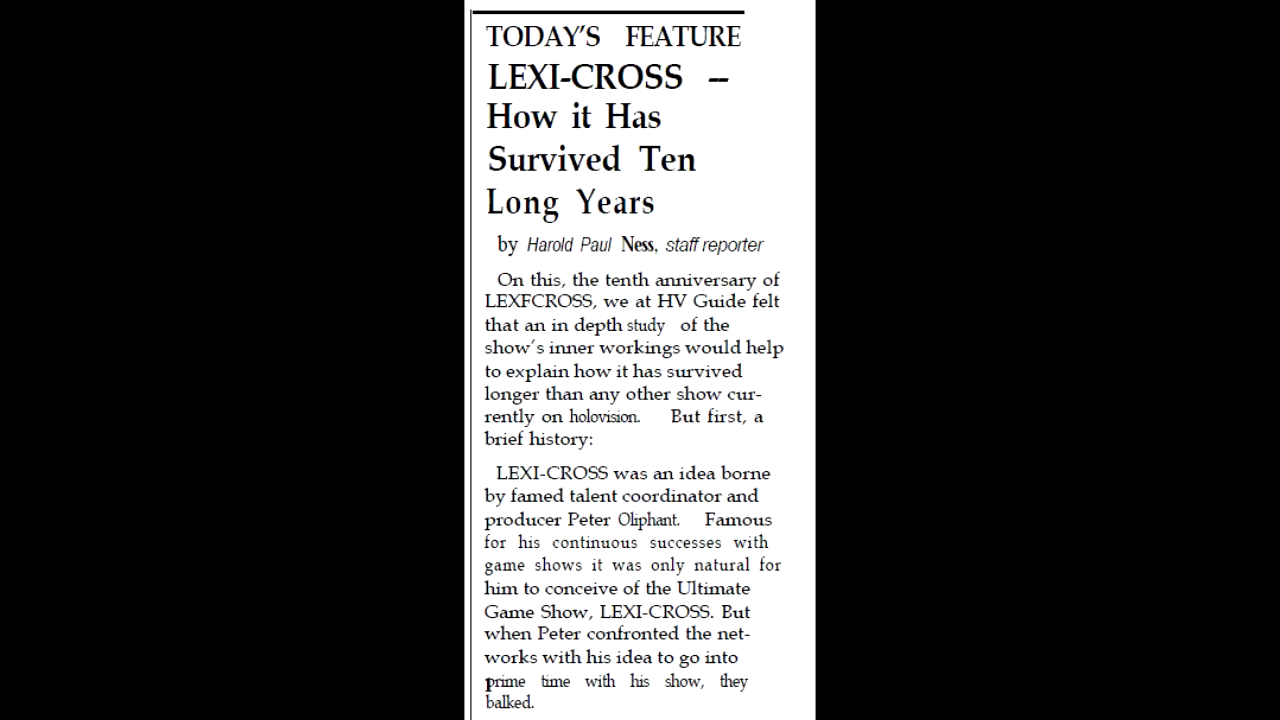 TODAY'S FEATURE
LEXI-CROSS --
How it Has
Survived Ten
Long Years
by Harold Paul Ness, staff reporter
On this, the tenth anniversary of
LEXFCROSS, we at HV Guide felt
that an in depth study of the
show's inner workings would help
to explain how it has survived
longer than any other show cur-
rently on holovision. But first, a
brief history:
LEXI-CROSS was an idea borne
by famed talent coordinator and
producer Peter Oliphant. Famous
for his continuous successes with
game shows it was only natural for
him to conceive of the Ultimate
Game Show, LEXI-CROSS. But
when Peter confronted the net-
works with his idea to go into
prime time with his show, they
balked.